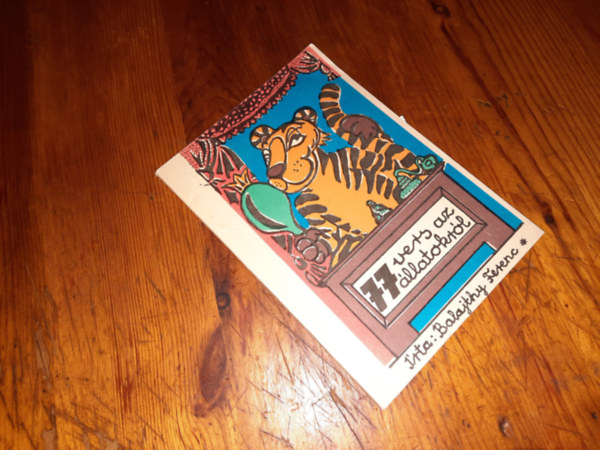 77 vers az
állatokról
Írta: Balajthy Ferenc *